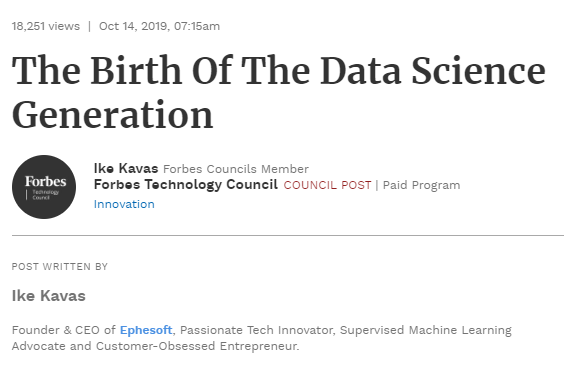 18,251 views | Oct 14, 2019, 07:15am
The Birth Of The Data Science
Generation
Forbes
Technology
Council
Ike Kavas Forbes Councils Member
Forbes Technology Council COUNCIL POST | Paid Program
Innovation
POST WRITTEN BY
Ike Kavas
Founder & CEO of Ephesoft, Passionate Tech Innovator, Supervised Machine Learning
Advocate and Customer-Obsessed Entrepreneur.